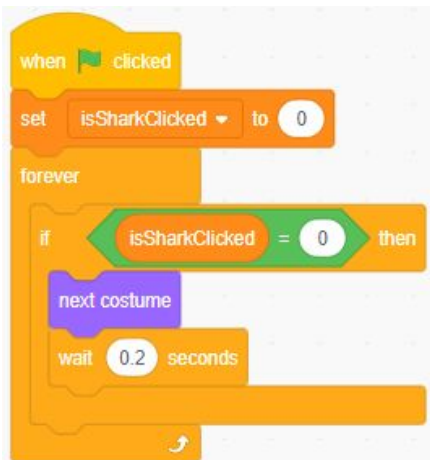 when clicked
set isSharkClicked to 0
forever
if isSharkClicked = 0 then
next costume
wait 0.2 seconds